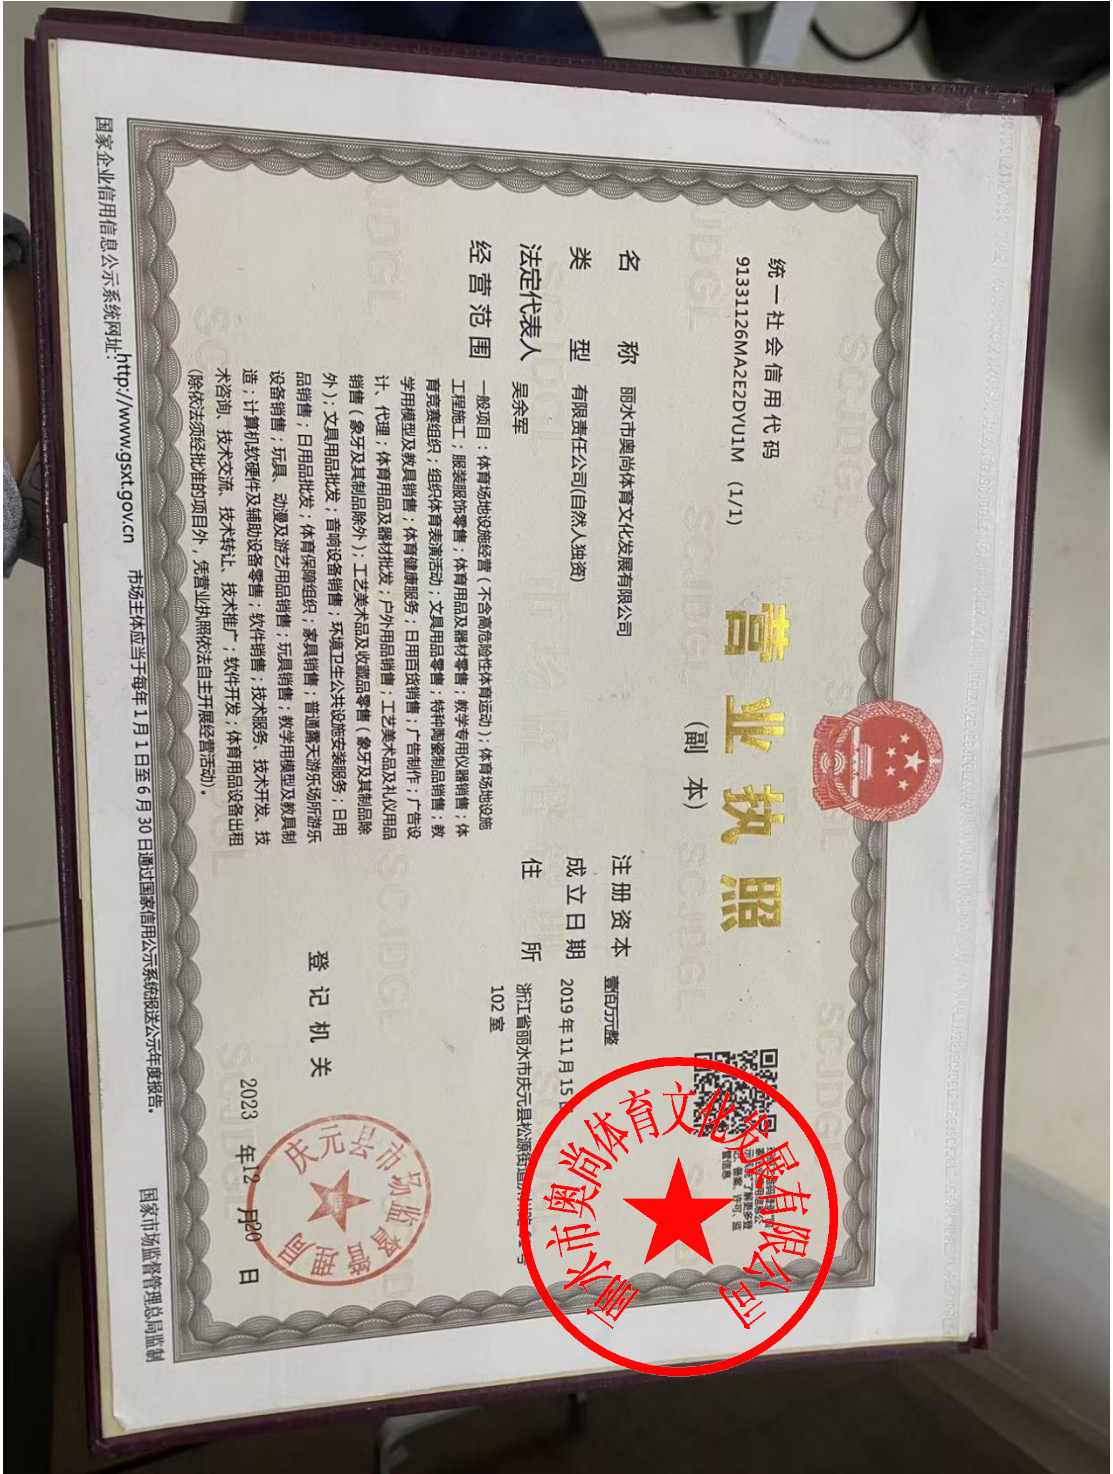 统一社会信用代码
91331126MA2E2DYU1M (1/1)
营业执照
(副 本)
名 称 丽水市奥尚体育文化发展有限公司
类 型 有限责任公司(自然人独资)
法定代表人 吴余军
经营范围 一般项目：体育场地设施经营（不含高危险性体育运动）；体育场地设施
工程施工；服装服饰零售；体育用品及器材零售；教学专用仪器销售；体
育竞赛组织；组织体育表演活动；文具用品零售；特种陶瓷制品销售；教
学用模型及教具销售；体育健康服务；日用百货销售；广告制作；广告设
计、代理；体育用品及器材批发；户外用品销售；工艺美术品及礼仪用品
销售（象牙及其制品除外）；工艺美术品及收藏品零售（象牙及其制品除
外）；文具用品批发；音响设备销售；环境卫生公共设施安装服务；日用
品销售；日用品批发；体育保障组织；家具销售；普通露天游乐场所游乐
设备销售；玩具、动漫及游艺用品销售；玩具销售；教学用模型及教具制
造；计算机软硬件及辅助设备零售；软件销售；技术服务、技术开发、技
术咨询、技术交流、技术转让、技术推广；软件开发；体育用品设备出租
(除依法须经批准的项目外，凭营业执照依法自主开展经营活动)。
注册资本 壹佰万元整
成立日期 2019年11月15
住 所 浙江省丽水市庆元县松源街道
102室
登记机关
2023 年12 月20 日
庆元县市场监督管理局
丽水市奥尚体育文化发展有限公司
国家企业信用信息公示系统网址：http://www.gsxt.gov.cn
市场主体应当于每年1月1日至6月30日通过国家信用公示系统报送公示年度报告。
国家市场监督管理总局监制
SCJDGL